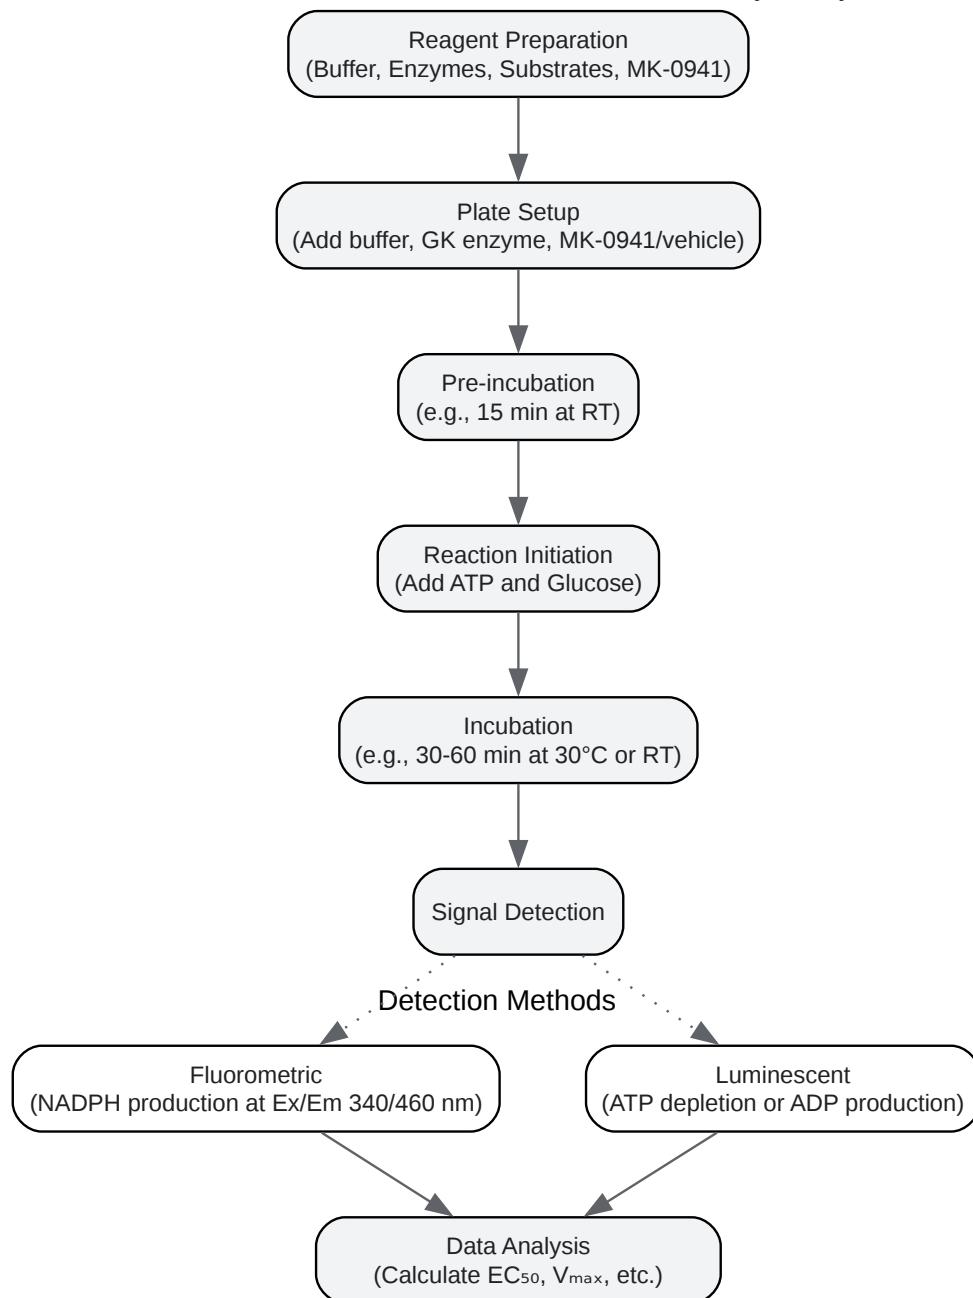 Reagent Preparation
(Buffer, Enzymes, Substrates, MK-0941)
Plate Setup
(Add buffer, GK enzyme, MK-0941/vehicle)
Pre-incubation
(e.g., 15 min at RT)
Reaction Initiation
(Add ATP and Glucose)
Incubation
(e.g., 30-60 min at 30°C or RT)
Signal Detection
Detection Methods
Fluorometric
(NADPH production at Ex/Em 340/460 nm)
Luminescent
(ATP depletion or ADP production)
Data Analysis
(Calculate EC₅₀, Vₘₐₓ, etc.)